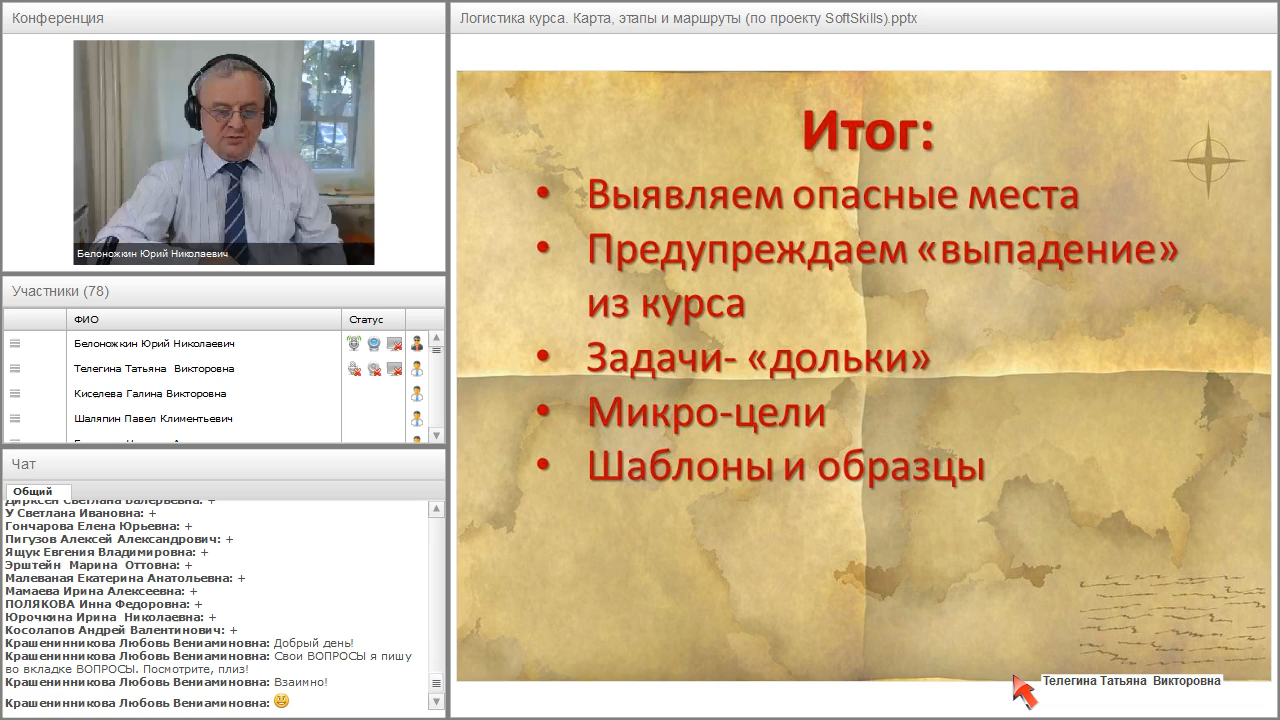 Конференция
Белоножкин Юрий Николаевич
Участники (78)
ФИО
Статус
Белоножкин Юрий Николаевич
Телегина Татьяна Викторовна
Киселева Галина Викторовна
Шаляпин Павел Климентьевич
Чат
Общий
Дирксен Светлана Валерьевна: +
У Светлана Ивановна: +
Гончарова Елена Юрьевна: +
Пигузов Алексей Александрович: +
Ящук Евгения Владимировна: +
Эрштейн Марина Оттовна: +
Малеваная Екатерина Анатольевна: +
Мамаева Ирина Алексеевна: +
ПОЛЯКОВА Инна Федоровна: +
Юрочкина Ирина Николаевна: +
Косолапов Андрей Валентинович: +
Крашенинникова Любовь Вениаминовна: Добрый день!
Крашенинникова Любовь Вениаминовна: Свои ВОПРОСЫ я пишу
во вкладке ВОПРОСЫ. Посмотрите, плиз!
Крашенинникова Любовь Вениаминовна: Взаимно!
Крашенинникова Любовь Вениаминовна:
Логистика курса. Карта, этапы и маршруты (по проекту SoftSkills).pptx
Итог:
• Выявляем опасные места
• Предупреждаем «выпадение»
из курса
• Задачи- «дольки»
• Микро-цели
• Шаблоны и образцы
Телегина Татьяна Викторовна